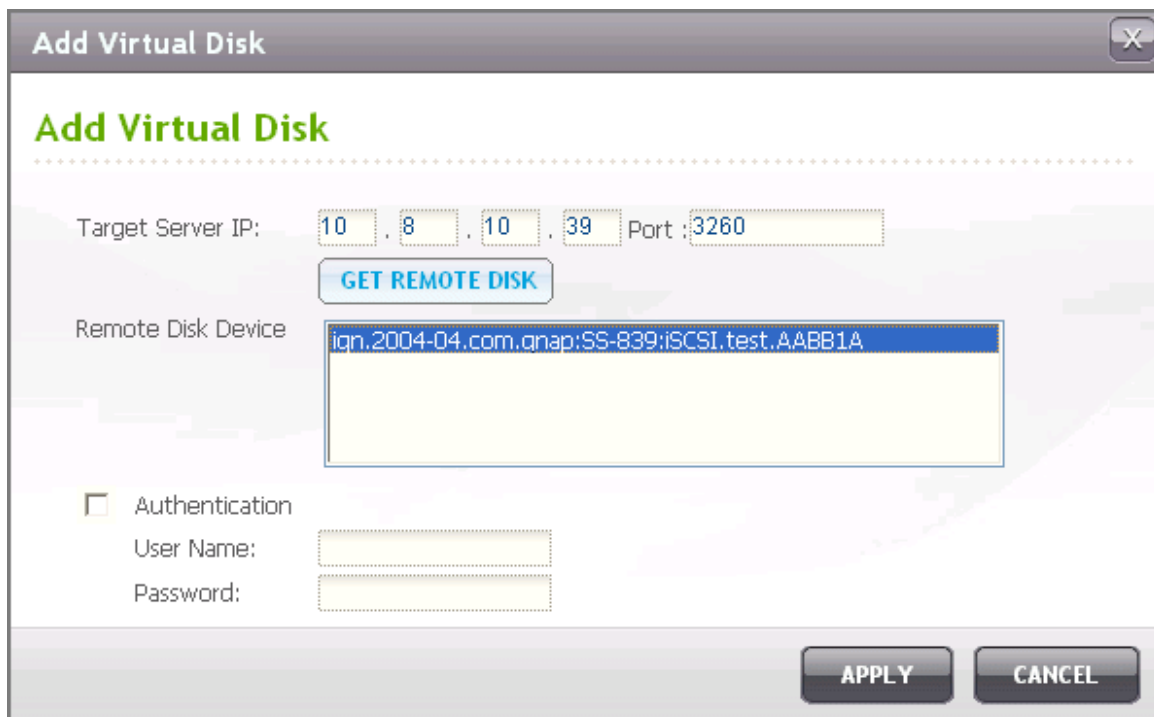 Add Virtual Disk
X
Add Virtual Disk
Target Server IP: 10 . 8 . 10 . 39 Port : 3260
GET REMOTE DISK
Remote Disk Device
iqn.2004-04.com.qnap:SS-839:iSCSI.test.AABB1A
Authentication
User Name:
Password:
APPLY CANCEL